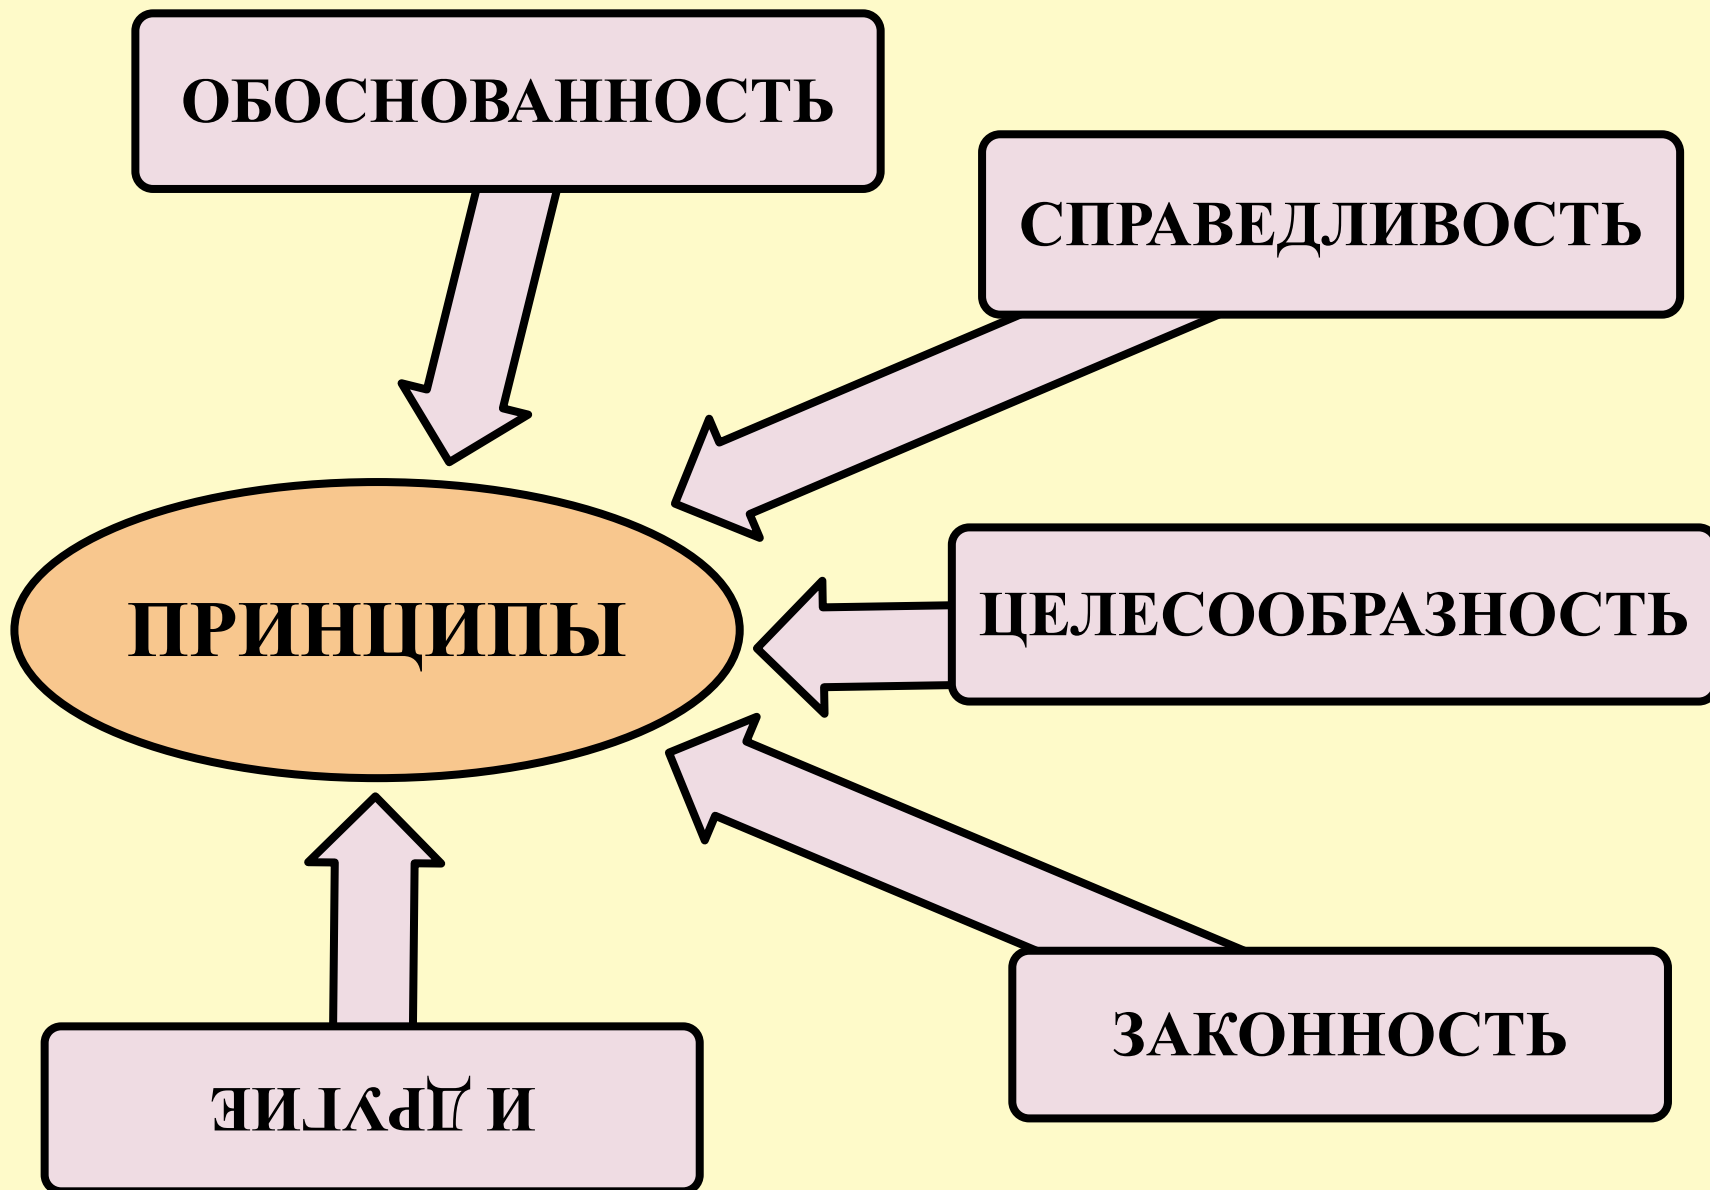 ОБОСНОВАННОСТЬ
СПРАВЕДЛИВОСТЬ
ЦЕЛЕСООБРАЗНОСТЬ
ПРИНЦИПЫ
ЗАКОННОСТЬ
И ДРУГИЕ